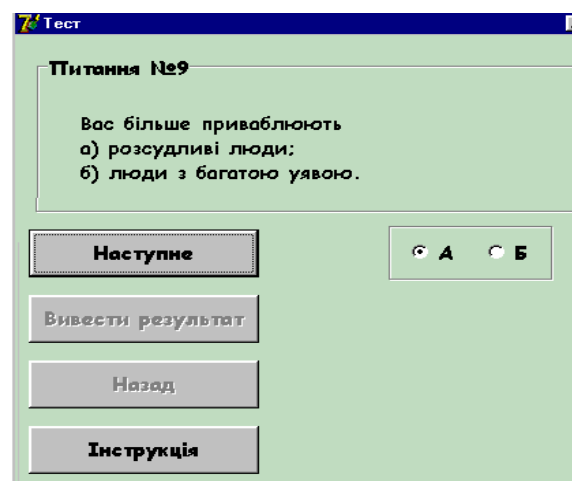 Тест
Питання №9
Вас більше приваблюють
а) розсудливі люди;
б) люди з багатою уявою.
Наступне
А Б
Вивести результат
Назад
Інструкція